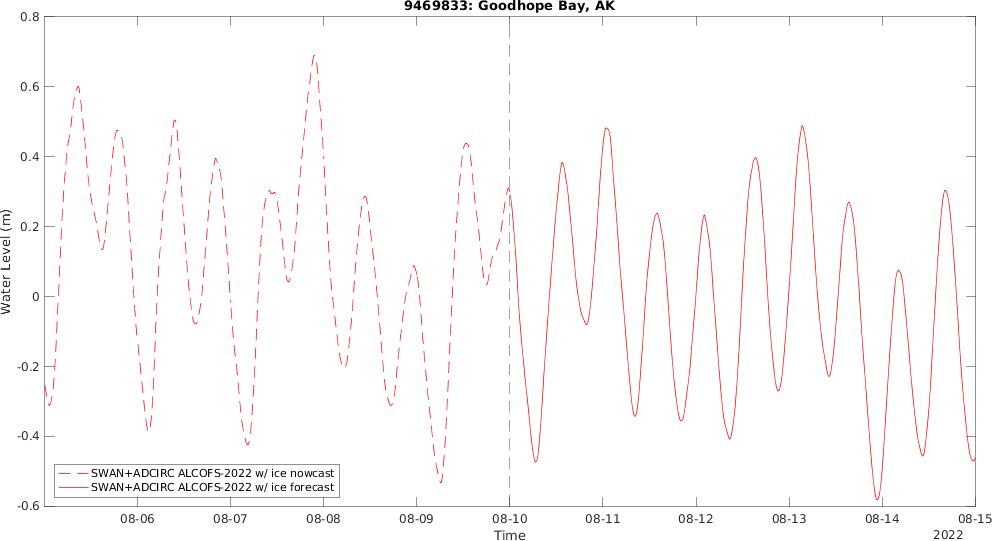 9469833: Goodhope Bay, AK
Water Level (m)
0.8
0.6
0.4
0.2
0
-0.2
-0.4
-0.6
SWAN+ADCIRC ALCOFS-2022 w/ ice nowcast
SWAN+ADCIRC ALCOFS-2022 w/ ice forecast
08-06 08-07 08-08 08-09 08-10 08-11 08-12 08-13 08-14 08-15
Time
2022